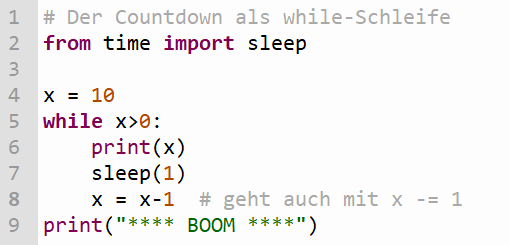 1 # Der Countdown als while-Schleife
2 from time import sleep
3
4 x = 10
5 while x>0:
6     print(x)
7     sleep(1)
8     x = x-1  # geht auch mit x -= 1
9 print("**** BOOM ****")